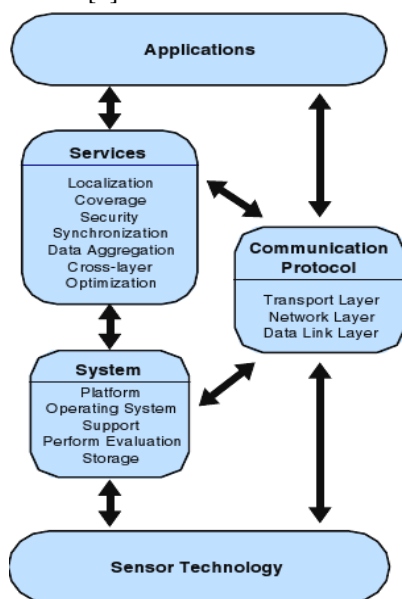 Applications
Services
Localization
Coverage
Security
Synchronization
Data Aggregation
Cross-layer
Optimization
Communication
Protocol
Transport Layer
Network Layer
Data Link Layer
System
Platform
Operating System
Support
Perform Evaluation
Storage
Sensor Technology